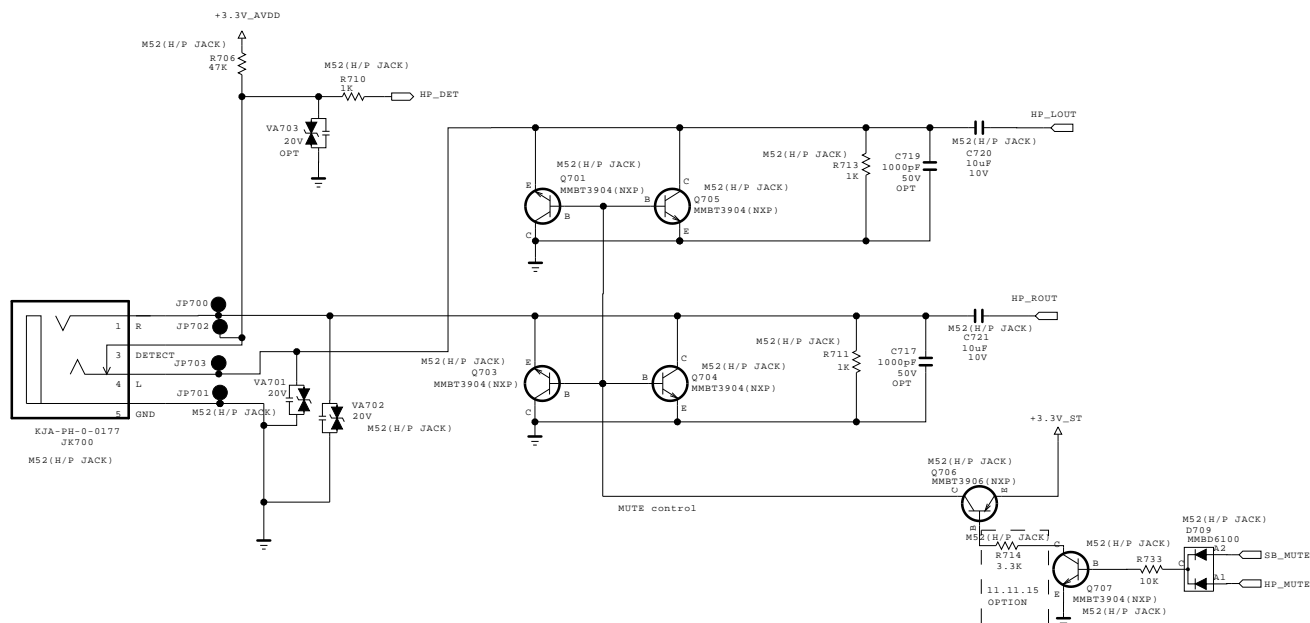 +3.3V_AVDD
M52(H/P JACK)
R706
47K
M52(H/P JACK)
R710
1K
HP_DET
VA703
20V
OPT
HP_LOUT
M52(H/P JACK)
C720
10uF
10V
C719
1000pF
50V
OPT
M52(H/P JACK)
R713
1K
M52(H/P JACK)
Q701
MMBT3904(NXP)
E
B
C
M52(H/P JACK)
Q705
MMBT3904(NXP)
C
B
E
JP700
JP702
JP703
JP701
1 R
3 DETECT
4 L
5 GND
KJA-PH-0-0177
JK700
M52(H/P JACK)
VA701
20V
M52(H/P JACK)
VA702
20V
M52(H/P JACK)
HP_ROUT
M52(H/P JACK)
C721
10uF
10V
C717
1000pF
50V
OPT
M52(H/P JACK)
R711
1K
M52(H/P JACK)
Q703
MMBT3904(NXP)
E
B
C
M52(H/P JACK)
Q704
MMBT3904(NXP)
C
B
E
+3.3V_ST
M52(H/P JACK)
Q706
MMBT3906(NXP)
C
E
B
MUTE control
M52(H/P JACK)
R714
3.3K
11.11.15
OPTION
M52(H/P JACK)
R733
10K
C
B
E
Q707
MMBT3904(NXP)
M52(H/P JACK)
M52(H/P JACK)
D709
MMBD6100
A2
C
A1
SB_MUTE
HP_MUTE